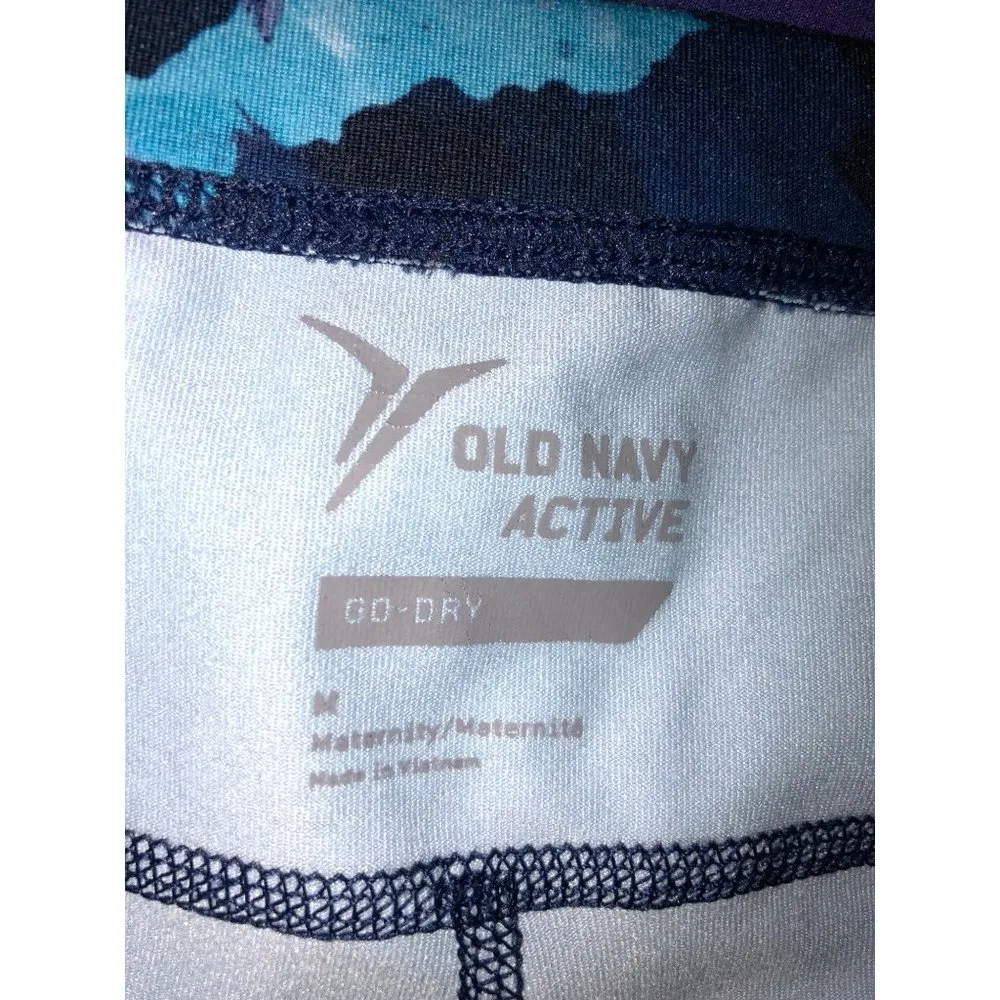 OLD NAVY
ACTIVE
GO-DRY
M
Maternity/Maternité
Made in Vietnam